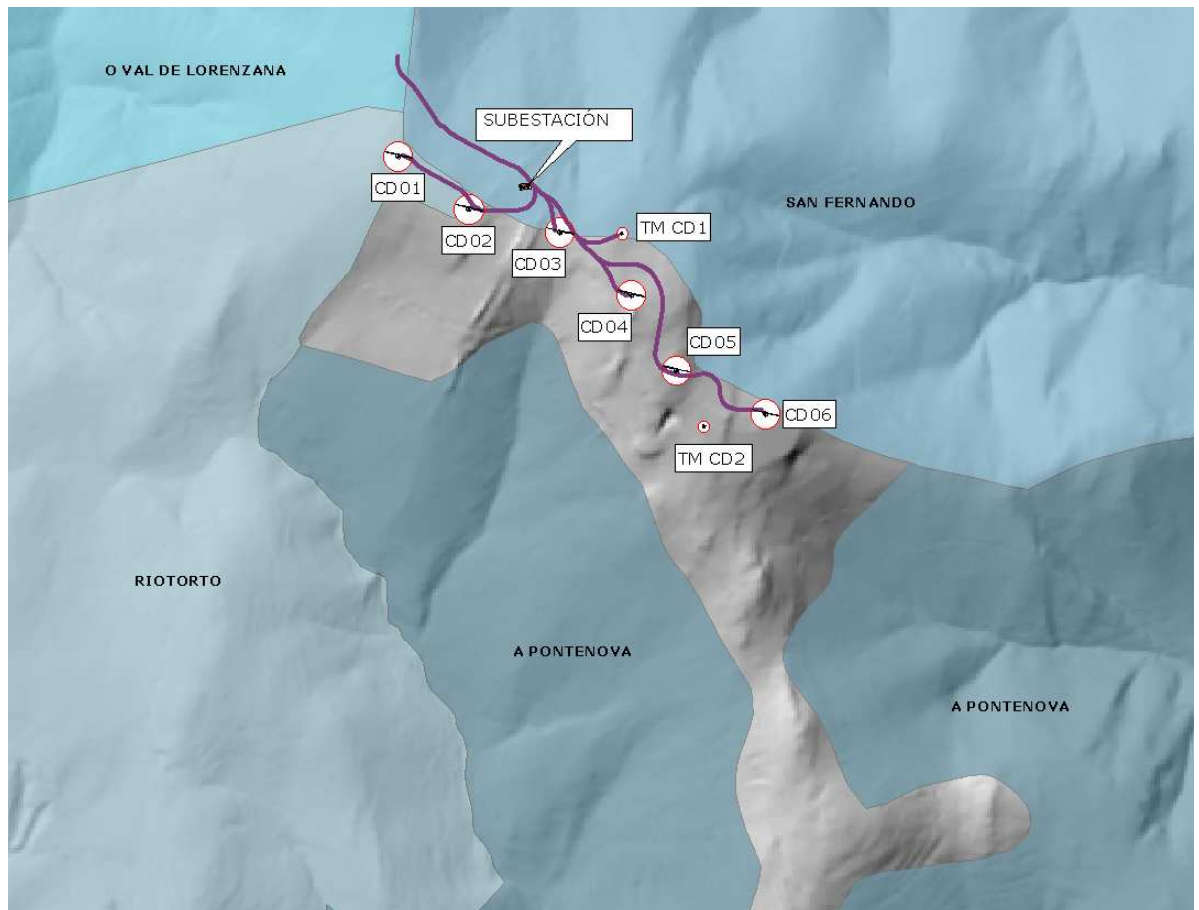 O VAL DE LORENZANA
SUBESTACIÓN
CD01
CD02
SAN FERNANDO
TM CD1
CD03
CD04
CD05
CD06
TM CD2
RIOTORTO
A PONTENOVA
A PONTENOVA